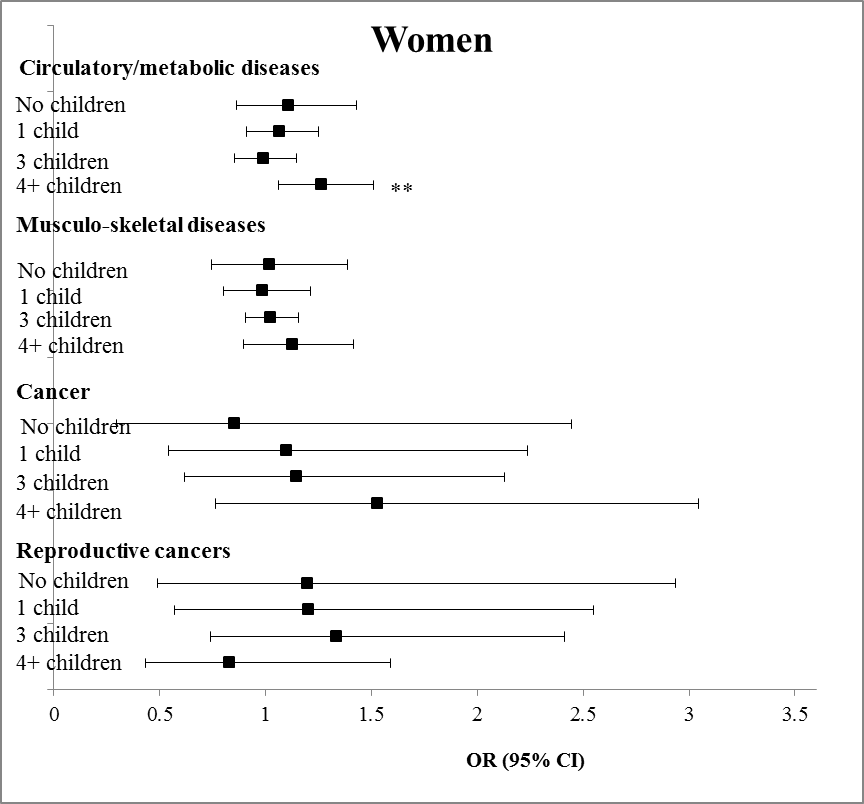 Women
Circulatory/metabolic diseases
No children
1 child
3 children
4+ children **
Musculo-skeletal diseases
No children
1 child
3 children
4+ children
Cancer
No children
1 child
3 children
4+ children
Reproductive cancers
No children
1 child
3 children
4+ children
0 0.5 1 1.5 2 2.5 3 3.5
OR (95% CI)